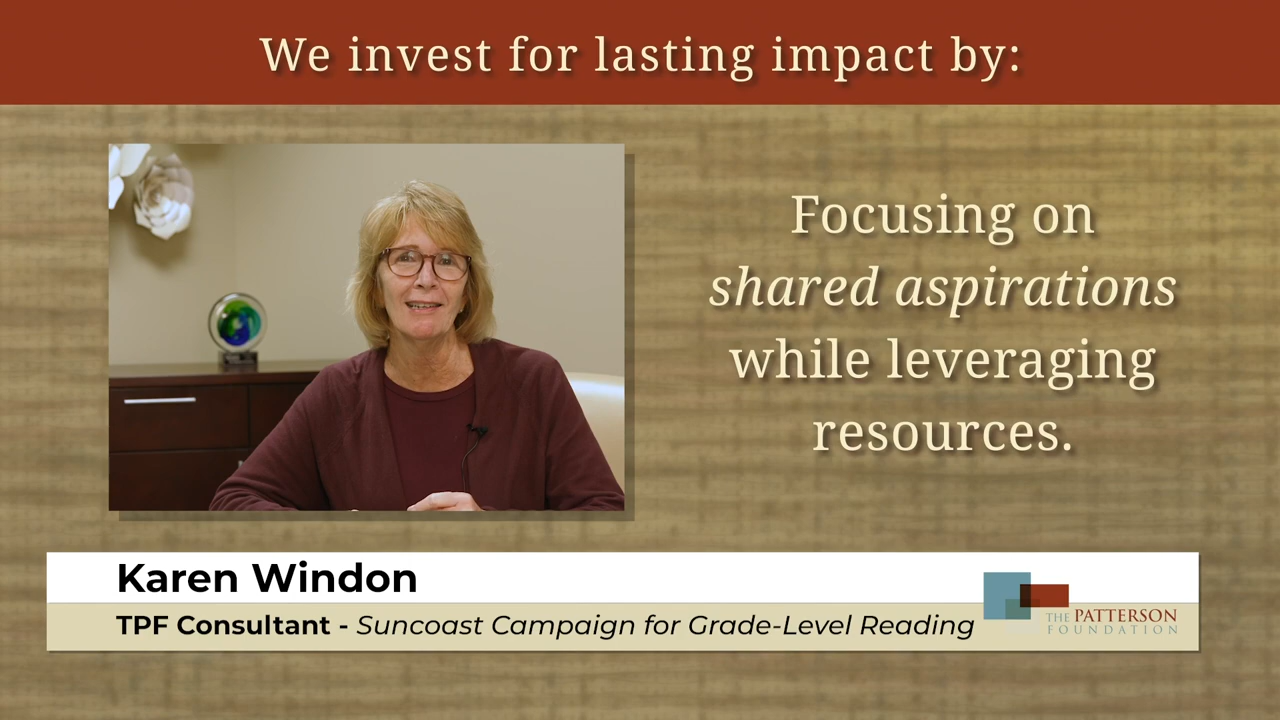 We invest for lasting impact by:
Focusing on
shared aspirations
while leveraging
resources.
Karen Windon
TPF Consultant - Suncoast Campaign for Grade-Level Reading
THE PATTERSON
FOUNDATION